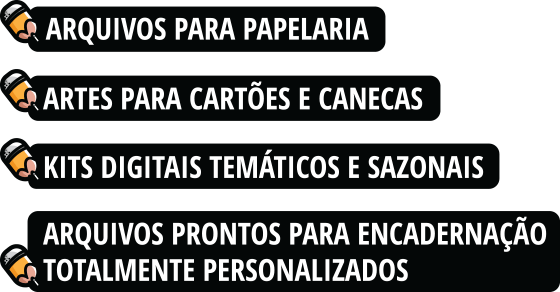 ARQUIVOS PARA PAPELARIA
ARTES PARA CARTÕES E CANECAS
KITS DIGITAIS TEMÁTICOS E SAZONAIS
ARQUIVOS PRONTOS PARA ENCADERNAÇÃO
TOTALMENTE PERSONALIZADOS